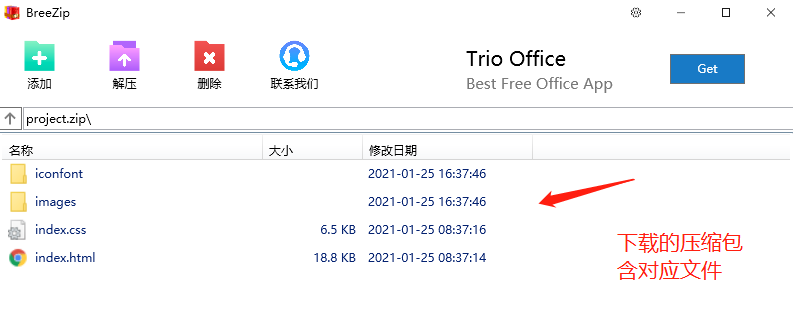 BreeZip
添加
解压
删除
联系我们
Trio Office
Best Free Office App
Get
project.zip\
名称 大小 修改日期
iconfont 2021-01-25 16:37:46
images 2021-01-25 16:37:46
index.css 6.5 KB 2021-01-25 08:37:16
index.html 18.8 KB 2021-01-25 08:37:14
下载的压缩包
含对应文件